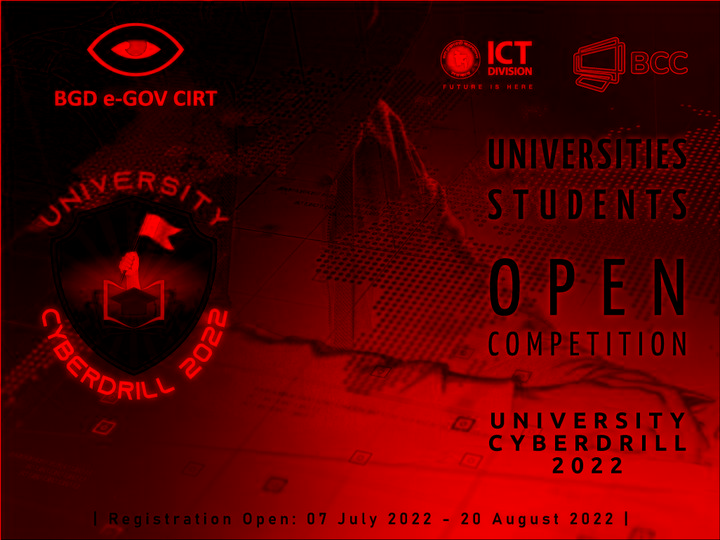 BGD e-GOV CIRT
ICT
DIVISION
FUTURE IS HERE
BCC
UNIVERSITY
CYBERDRILL 2022
UNIVERSITIES
STUDENTS
OPEN
COMPETITION
UNIVERSITY
CYBERDRILL
2022
| Registration Open: 07 July 2022 - 20 August 2022 |